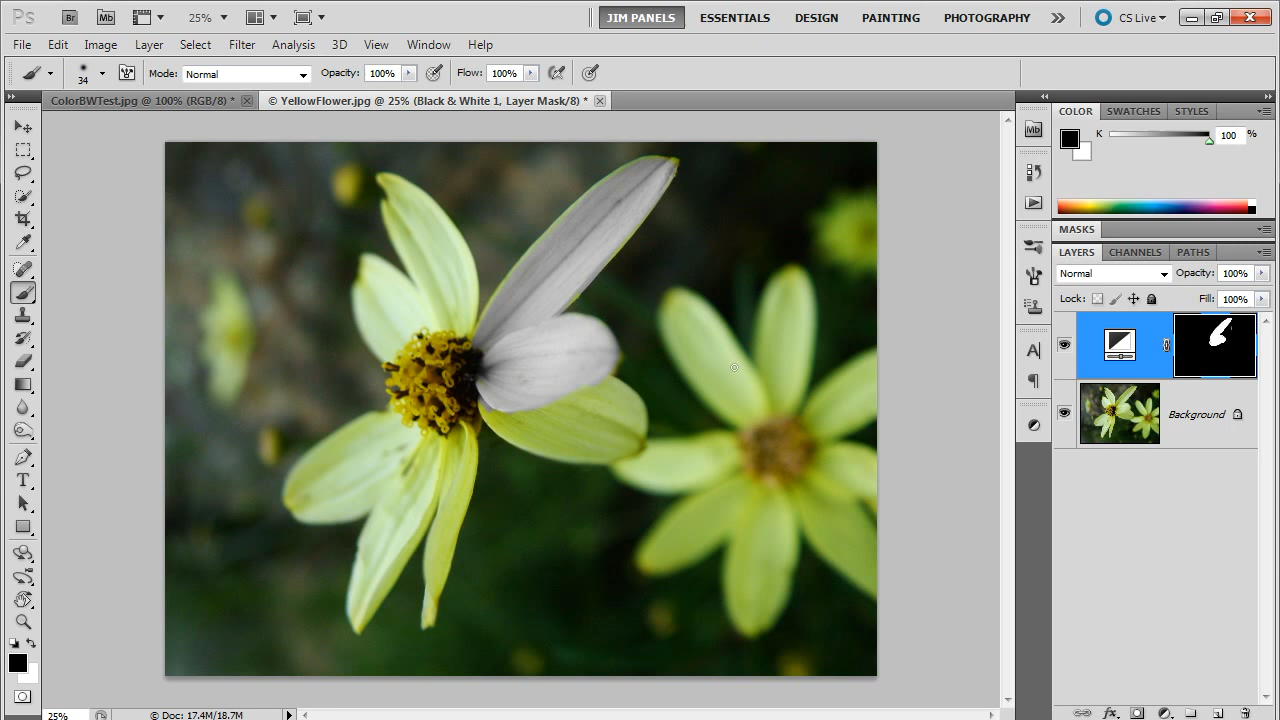 Ps Br Mb 25% JIM PANELS ESSENTIALS DESIGN PAINTING PHOTOGRAPHY CS Live
File Edit Image Layer Select Filter Analysis 3D View Window Help
34 Mode: Normal Opacity: 100% Flow: 100%
ColorBWTest.jpg @ 100% (RGB/8) * © YellowFlower.jpg @ 25% (Black & White 1, Layer Mask/8) *
COLOR SWATCHES STYLES
Mb
K 100 %
MASKS
LAYERS CHANNELS PATHS
Normal Opacity: 100%
Lock: Fill: 100%
A
Background
T
fx
25% © Doc: 17.4M/18.7M